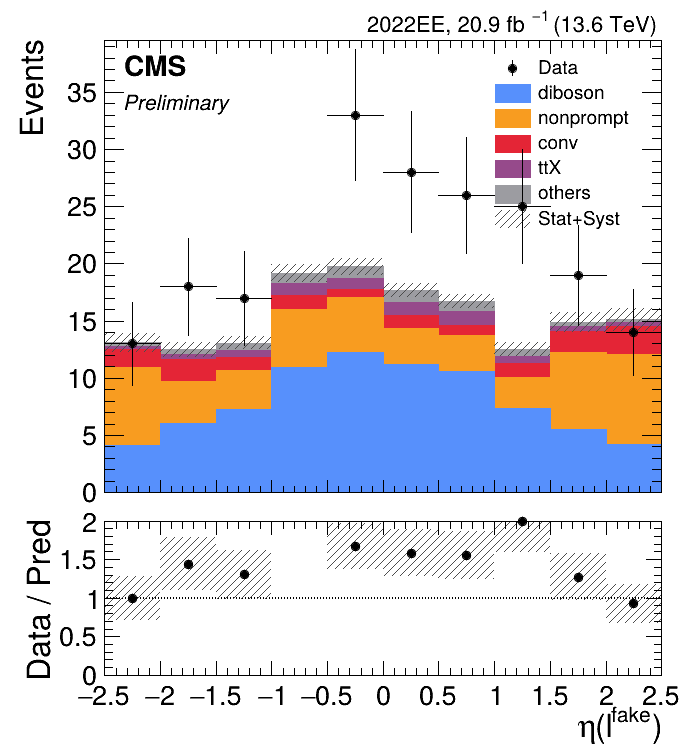 2022EE, 20.9 fb⁻¹ (13.6 TeV)
CMS
Preliminary
Events
35
30
25
20
15
10
5
0
Data
diboson
nonprompt
conv
ttX
others
Stat+Syst
Data / Pred
2
1.5
1
0.5
0
−2.5 −2 −1.5 −1 −0.5 0 0.5 1 1.5 2 2.5
η(l^fake)